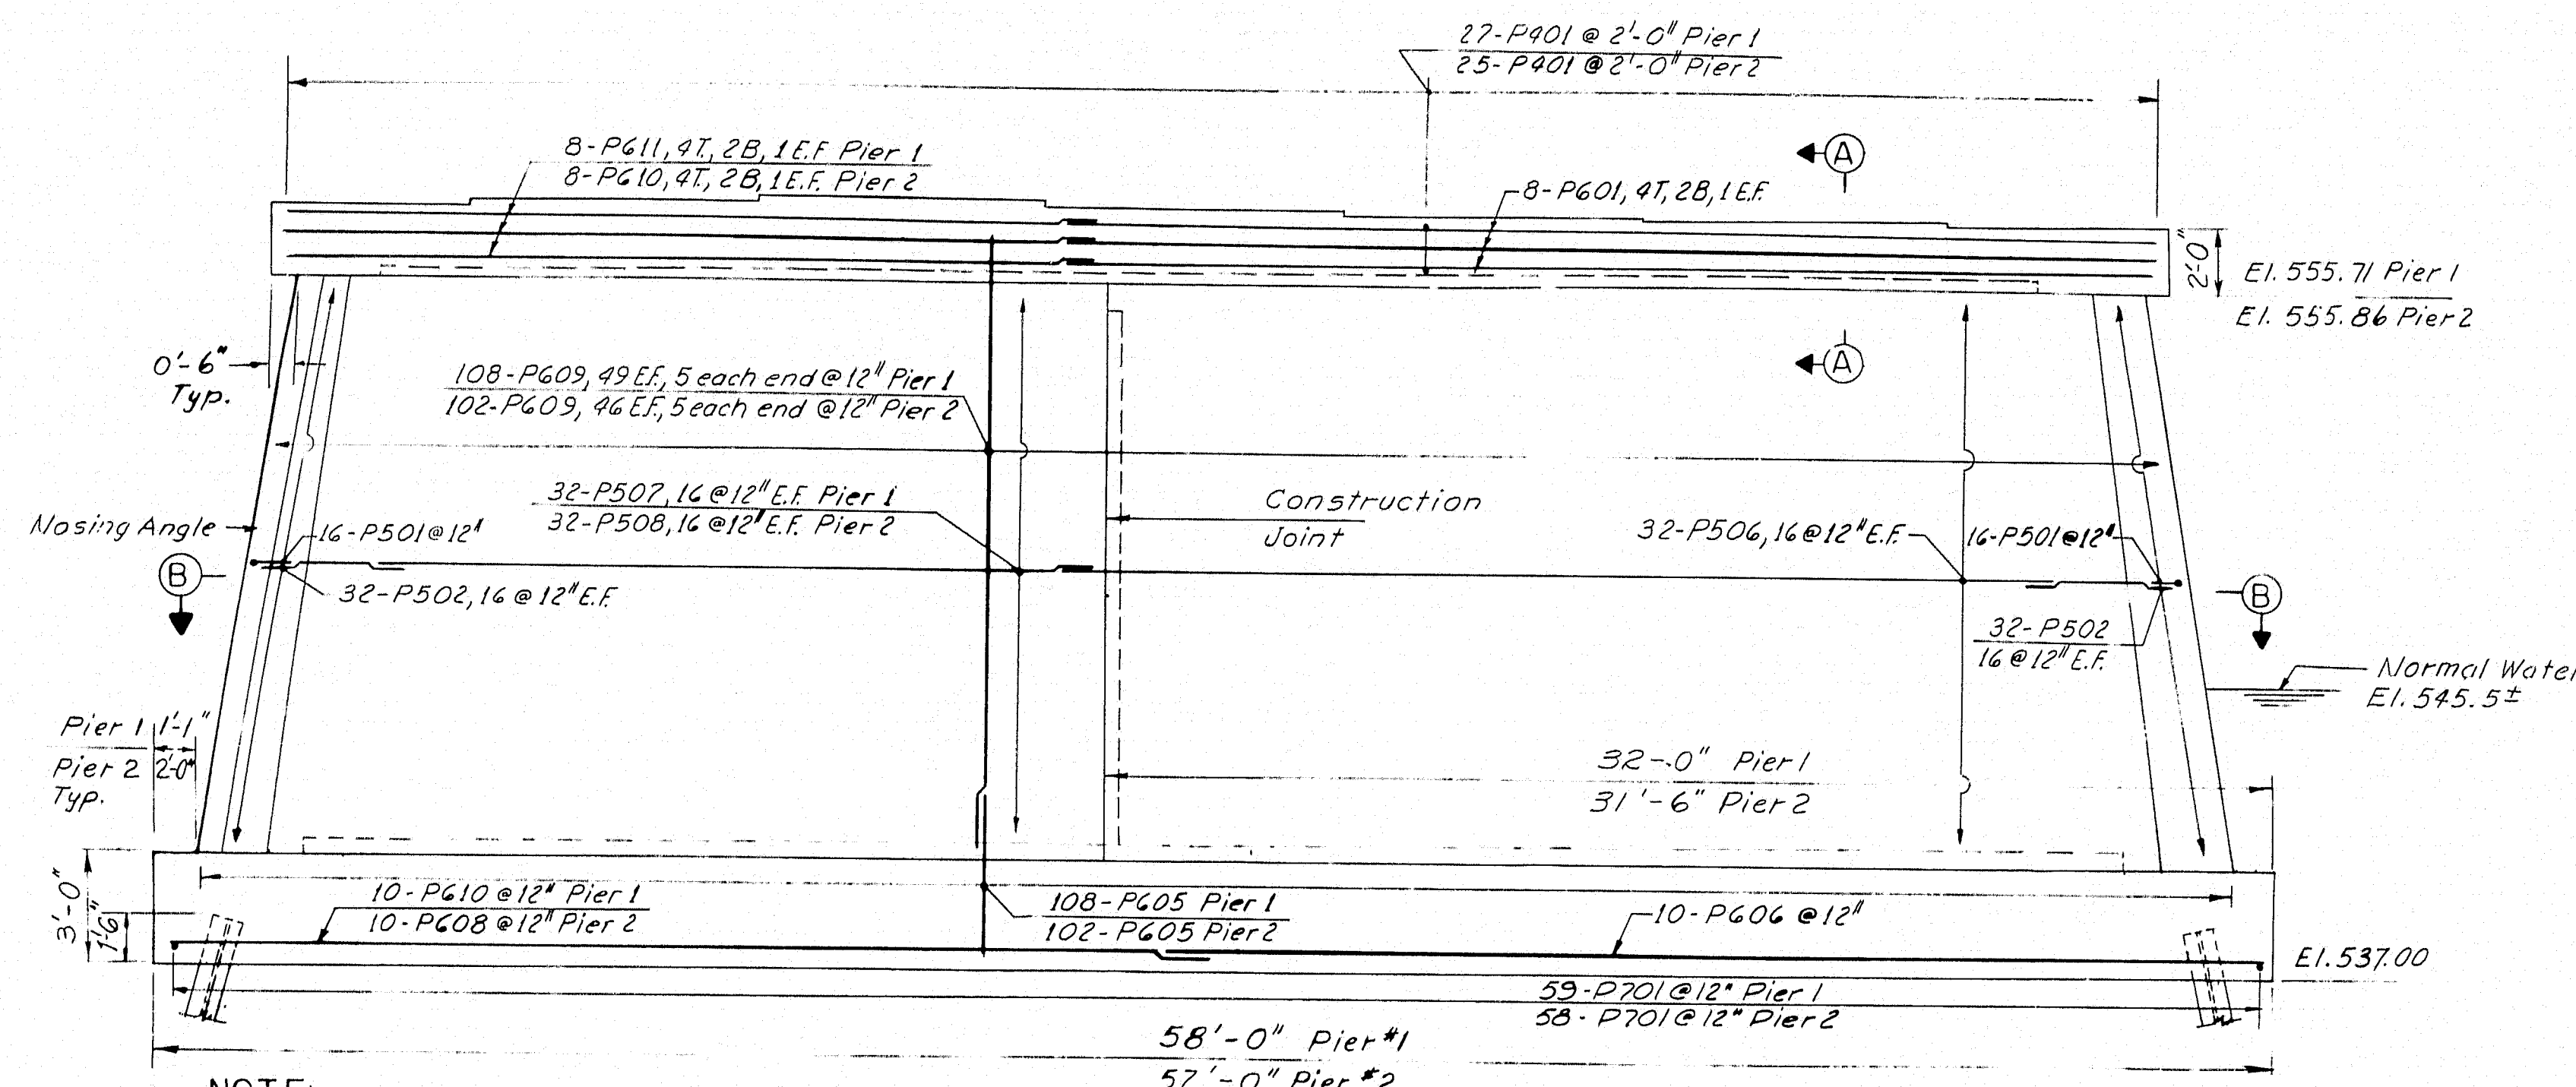 27-P401 @ 2'-0" Pier 1
25-P401 @ 2'-0" Pier 2
A
8-P611, 4T., 2B, 1 E.F. Pier 1
8-P610, 4T., 2B, 1 E.F. Pier 2
8-P601, 4T, 2B, 1 E.F.
2'-0"
El. 555.71 Pier 1
El. 555.86 Pier 2
0'-6"
Typ.
108-P609, 49 E.F., 5 each end @ 12" Pier 1
102-P609, 46 E.F., 5 each end @ 12" Pier 2
A
32-P507, 16 @ 12" E.F. Pier 1
32-P508, 16 @ 12" E.F. Pier 2
Construction
Joint
Nosing Angle
16-P501 @ 12"
32-P506, 16 @ 12" E.F.
16-P501 @ 12"
B
32-P502, 16 @ 12" E.F.
B
32-P502
16 @ 12" E.F.
Normal Water
El. 545.5±
Pier 1 1'-1"
Pier 2 2'-0"
Typ.
32'-0" Pier 1
31'-6" Pier 2
3'-0"
1'-6"
10-P610 @ 12" Pier 1
10-P608 @ 12" Pier 2
108-P605 Pier 1
102-P605 Pier 2
10-P606 @ 12"
El. 537.00
59-P701 @ 12" Pier 1
58-P701 @ 12" Pier 2
58'-0" Pier #1
57'-0" Pier #2
NOTE: